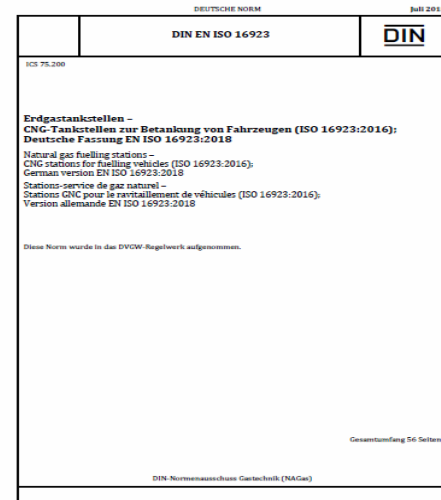 DEUTSCHE NORM
Juli 201
DIN EN ISO 16923
DIN
ICS 75.200
Erdgastankstellen –
CNG-Tankstellen zur Betankung von Fahrzeugen (ISO 16923:2016);
Deutsche Fassung EN ISO 16923:2018
Natural gas fuelling stations –
CNG stations for fuelling vehicles (ISO 16923:2016);
German version EN ISO 16923:2018
Stations-service de gaz naturel –
Stations GNC pour le ravitaillement de véhicules (ISO 16923:2016);
Version allemande EN ISO 16923:2018
Diese Norm wurde in das DVGW-Regelwerk aufgenommen.
Gesamtumfang 56 Seiten
DIN-Normenausschuss Gastechnik (NAGas)